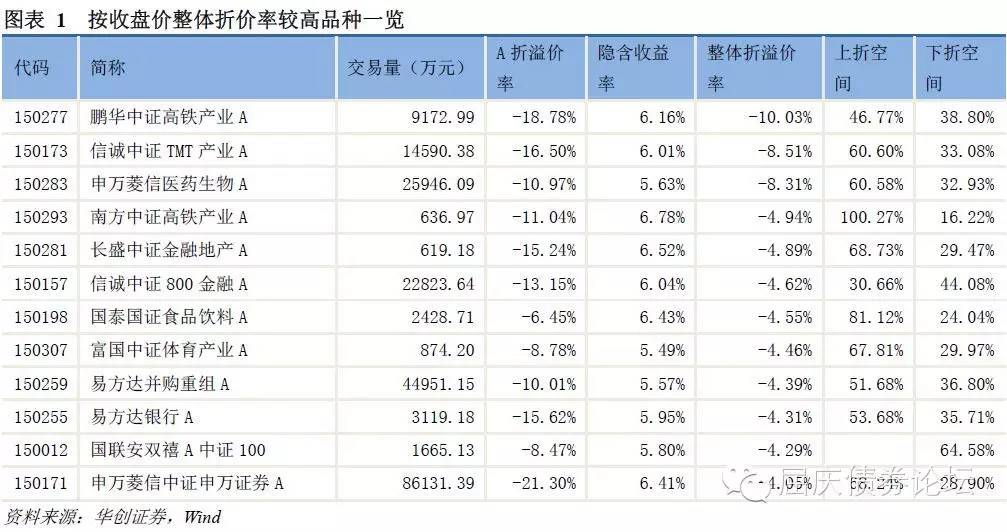 图表 1 按收盘价整体折价率较高品种一览
代码 简称 交易量（万元） A 折溢价率 隐含收益率 整体折溢价率 上折空间 下折空间
150277 鹏华中证高铁产业 A 9172.99 -18.78% 6.16% -10.03% 46.77% 38.80%
150173 信诚中证 TMT 产业 A 14590.38 -16.50% 6.01% -8.51% 60.60% 33.08%
150283 申万菱信医药生物 A 25946.09 -10.97% 5.63% -8.31% 60.58% 32.93%
150293 南方中证高铁产业 A 636.97 -11.04% 6.78% -4.94% 100.27% 16.22%
150281 长盛中证金融地产 A 619.18 -15.24% 6.52% -4.89% 68.73% 29.47%
150157 信诚中证 800 金融 A 22823.64 -13.15% 6.04% -4.62% 30.66% 44.08%
150198 国泰国证食品饮料 A 2428.71 -6.45% 6.43% -4.55% 81.12% 24.04%
150307 富国中证体育产业 A 874.20 -8.78% 5.49% -4.46% 67.81% 29.97%
150259 易方达并购重组 A 44951.15 -10.01% 5.57% -4.39% 51.68% 36.80%
150255 易方达银行 A 3119.18 -15.62% 5.95% -4.31% 53.68% 35.71%
150012 国联安双禧 A 中证 100 1665.13 -8.47% 5.80% -4.29% 64.58%
150171 申万菱信中证申万证券 A 86131.39 -21.30% 6.41% -4.05% 68.24% 28.90%
屈庆债券论坛
资料来源：华创证券，Wind